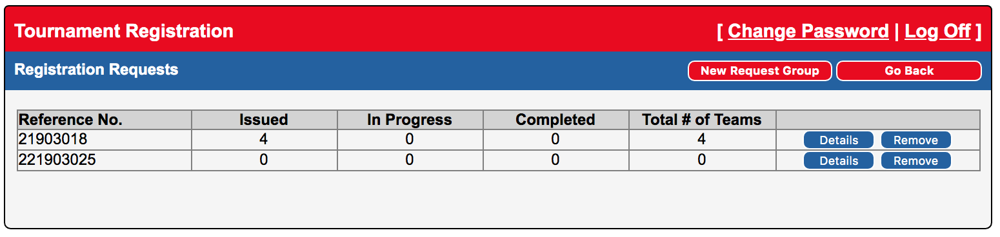 Tournament Registration [ Change Password | Log Off ]
Registration Requests New Request Group Go Back
Reference No. Issued In Progress Completed Total # of Teams
21903018 4 0 0 4 Details Remove
221903025 0 0 0 0 Details Remove